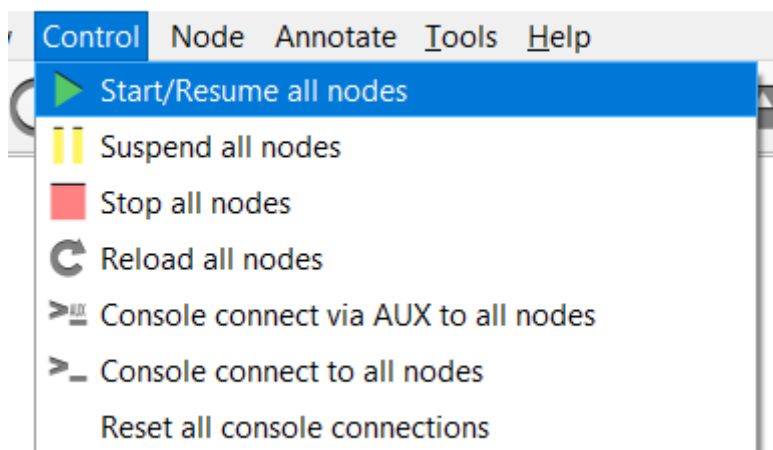 Control Node Annotate Tools Help
Start/Resume all nodes
Suspend all nodes
Stop all nodes
Reload all nodes
Console connect via AUX to all nodes
Console connect to all nodes
Reset all console connections